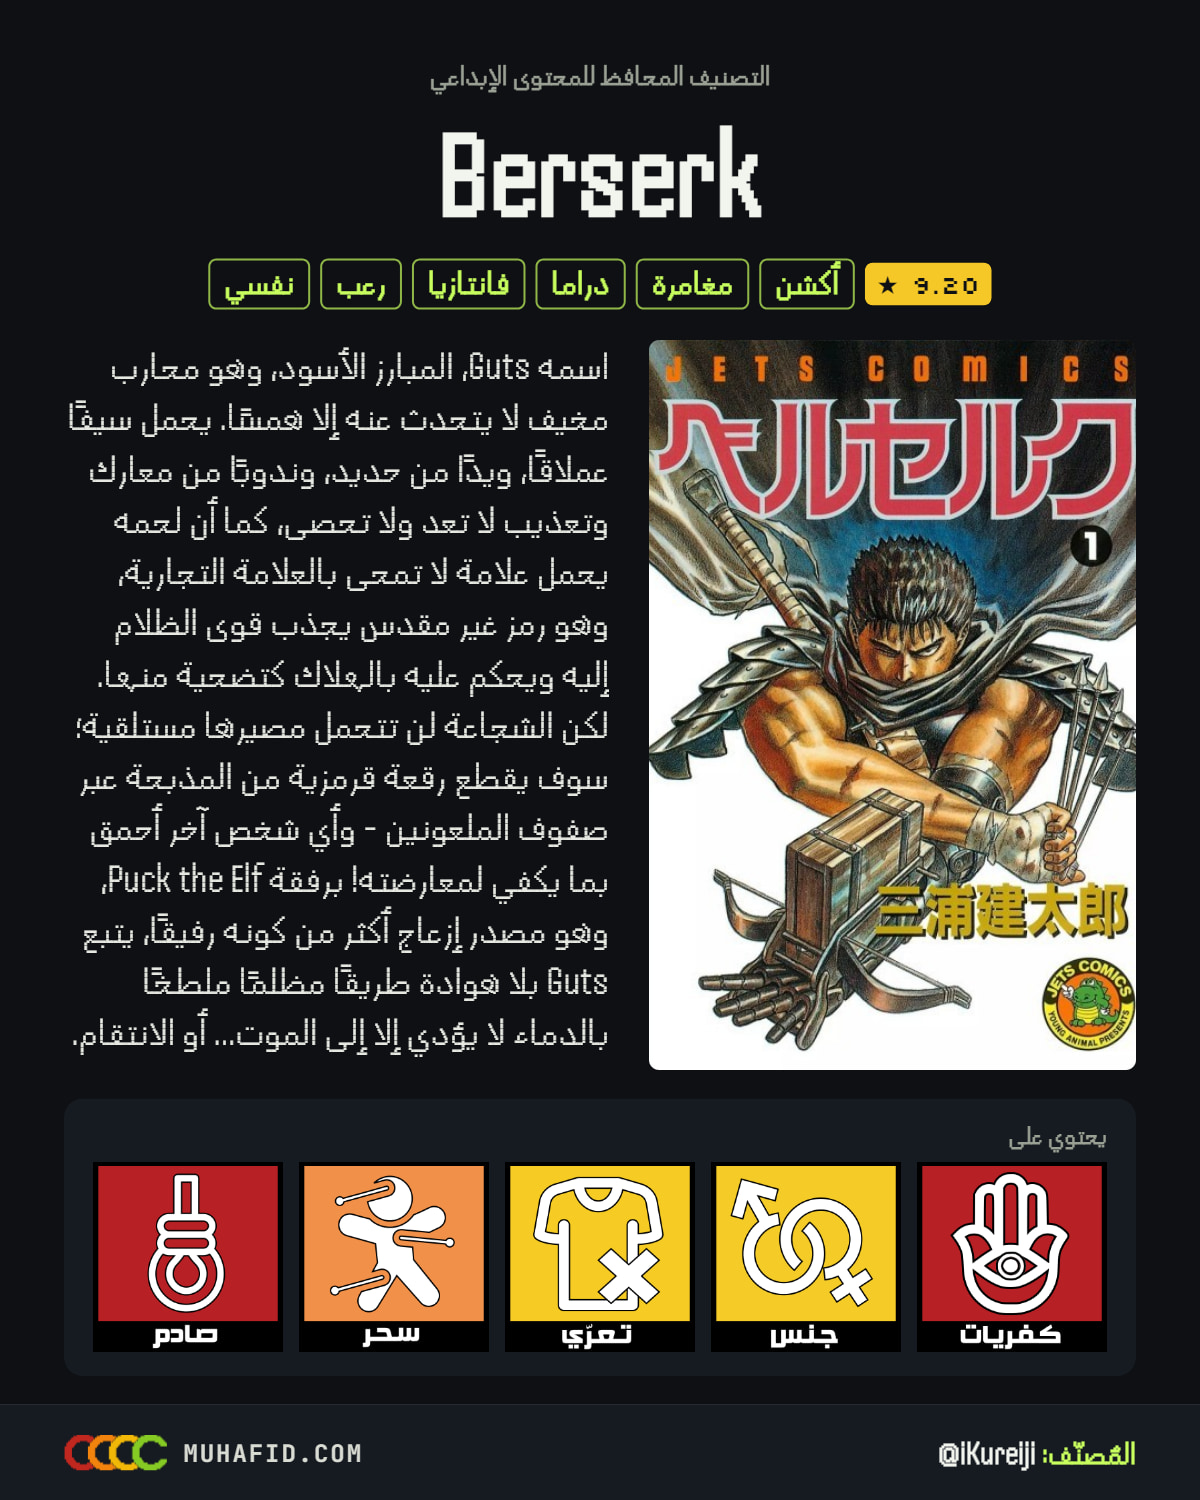 التصنيف المحافظ للمحتوى الإبداعي
Berserk
★ 9.20
أكشن
مغامرة
دراما
فانتازيا
رعب
نفسي
JETS COMICS
ベルセルク
1
三浦建太郎
JETS COMICS
YOUNG ANIMAL PRESENTS
اسمه Guts، المبارز الأسود، وهو محارب
مخيف لا يتحدث عنه إلا همسًا. يحمل سيفًا
عملاقًا، ويدًا من حديد، وندوبًا من معارك
وتعذيب لا تعد ولا تحصى، كما أن لحمه
يحمل علامة لا تمحى بالعلامة التجارية،
وهو رمز غير مقدس يجذب قوى الظلام
إليه ويحكم عليه بالهلاك كتضحية منها.
لكن الشجاعة لن تتحمل مصيرها مستلقية؛
سوف يقطع رقعة قرمزية من المذبحة عبر
صفوف الملعونين - وأي شخص آخر أحمق
بما يكفي لمعارضته! برفقة Puck the Elf،
وهو مصدر إزعاج أكثر من كونه رفيقًا، يتبع
Guts بلا هوادة طريقًا مظلمًا ملطخًا
بالدماء لا يؤدي إلا إلى الموت... أو الانتقام.
يحتوي على
كفريات
جنس
تعرّي
سحر
صادم
المُصنّف: @iKureiji
MUHAFID.COM